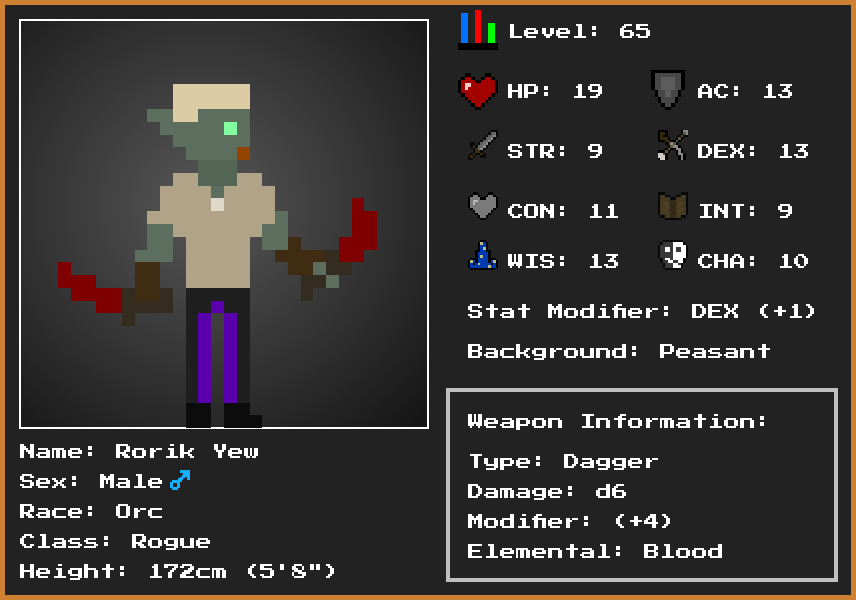 Level: 65
HP: 19
AC: 13
STR: 9
DEX: 13
CON: 11
INT: 9
WIS: 13
CHA: 10
Stat Modifier: DEX (+1)
Background: Peasant
Weapon Information:
Type: Dagger
Damage: d6
Modifier: (+4)
Elemental: Blood
Name: Rorik Yew
Sex: Male♂
Race: Orc
Class: Rogue
Height: 172cm (5'8")